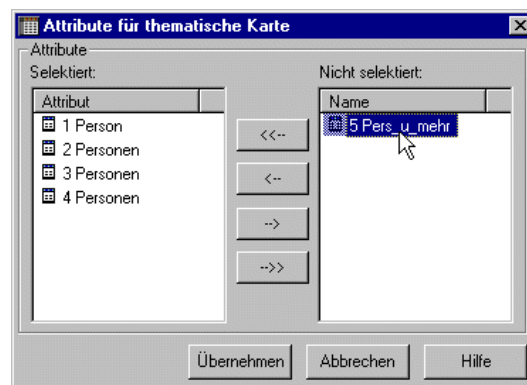 Attribute für thematische Karte
Attribute
Selektiert:
Nicht selektiert:
Attribut
1 Person
2 Personen
3 Personen
4 Personen
<<--
<--
-->
-->>
Name
5 Pers_u_mehr
Übernehmen
Abbrechen
Hilfe